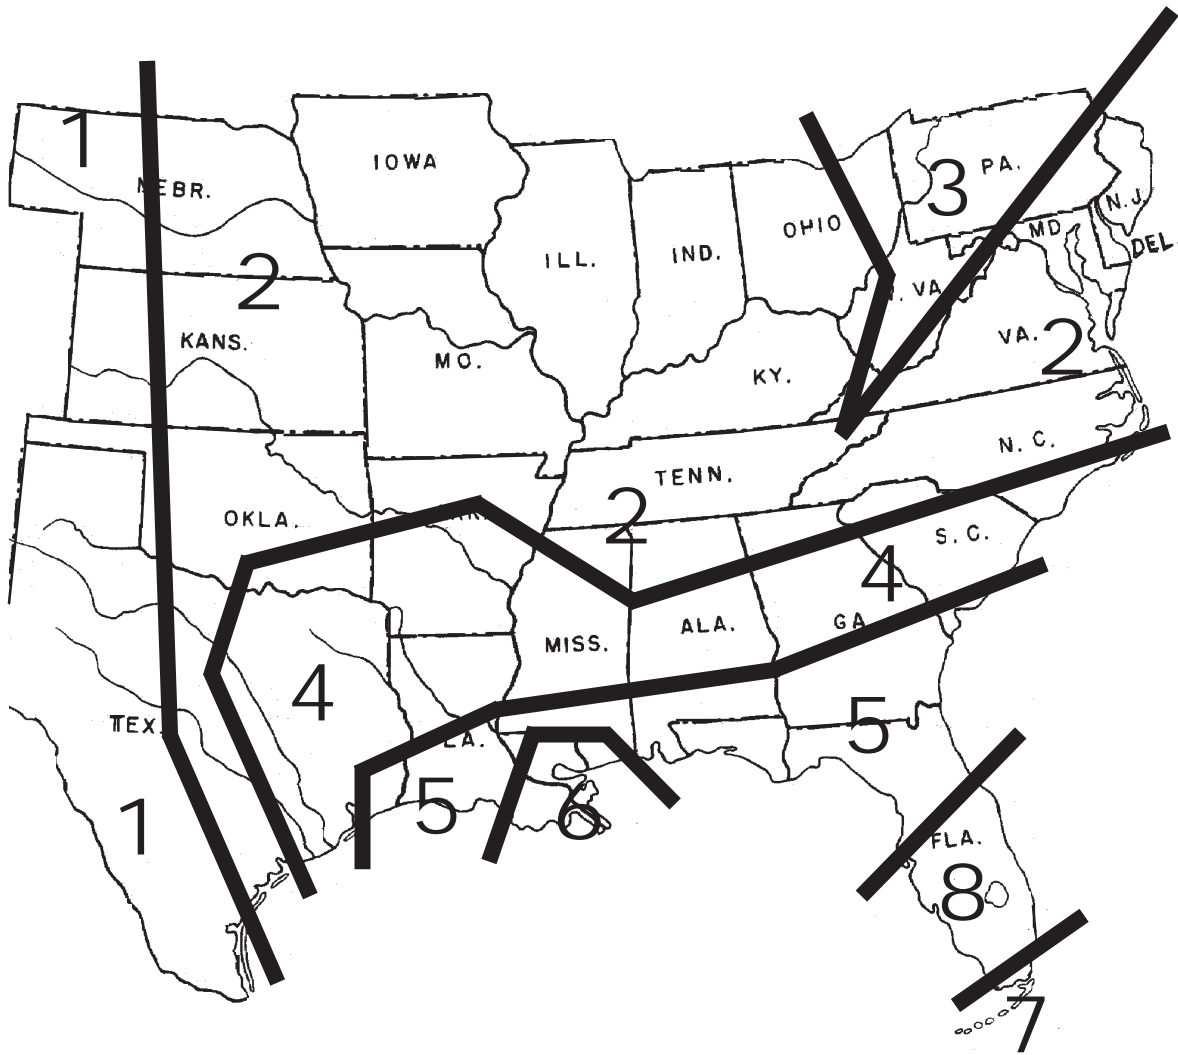 1
IOWA
3
PA.
NEBR.
N.J.
OHIO
MD.
ILL.
IND.
DEL.
2
. VA
KANS.
VA.
2
MO.
KY.
N. C.
TENN.
2
OKLA.
S. C.
4
GA
ALA.
MISS.
4
TEX.
LA.
5
5
6
1
FLA.
8
7